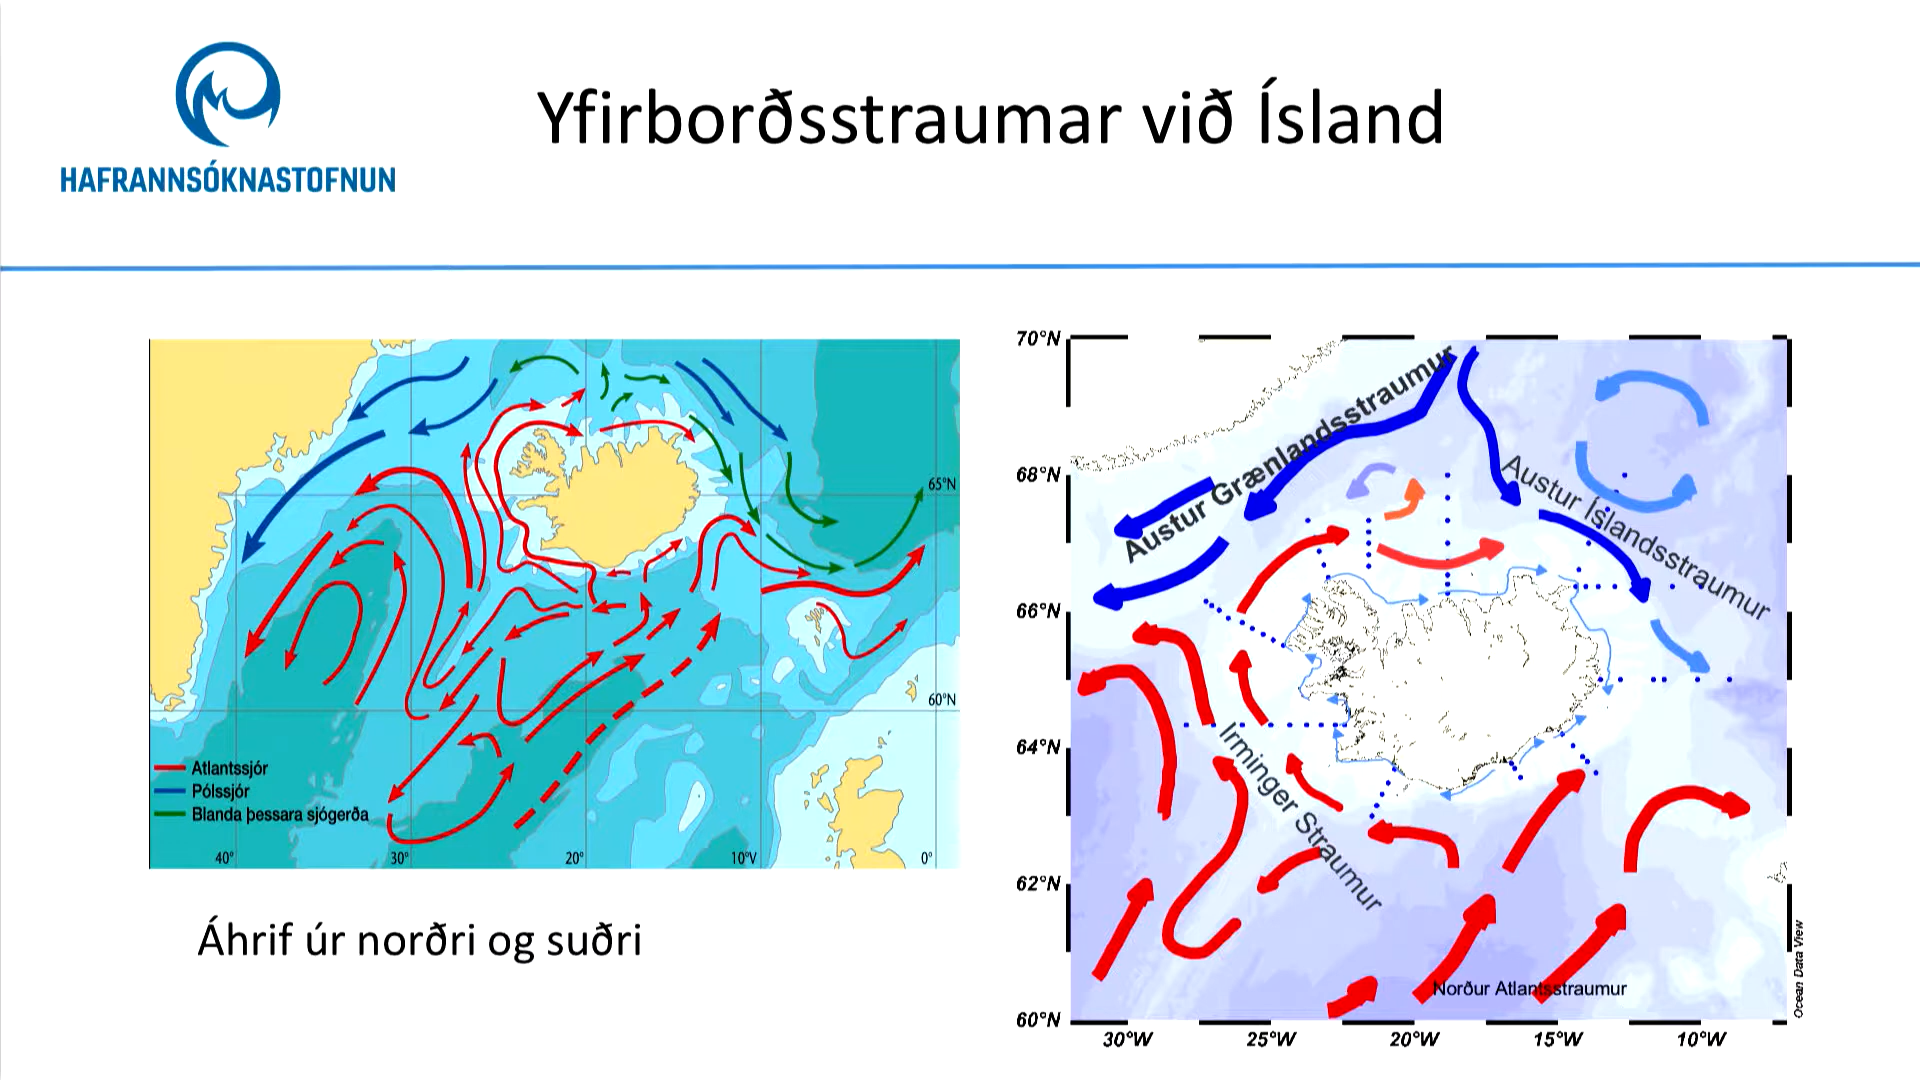 HAFRANNSÓKNASTOFNUN
Yfirborðsstraumar við Ísland
65°N
60°N
Atlantssjór
Pólssjór
Blanda þessara sjógerða
40°
30°
20°
10°V
0°
Áhrif úr norðri og suðri
70°N
68°N
66°N
64°N
62°N
60°N
Austur Grænlandsstraumur
Austur Íslandsstraumur
Irminger Straumur
Norður Atlantsstraumur
30°W
25°W
20°W
15°W
10°W
Ocean Data View